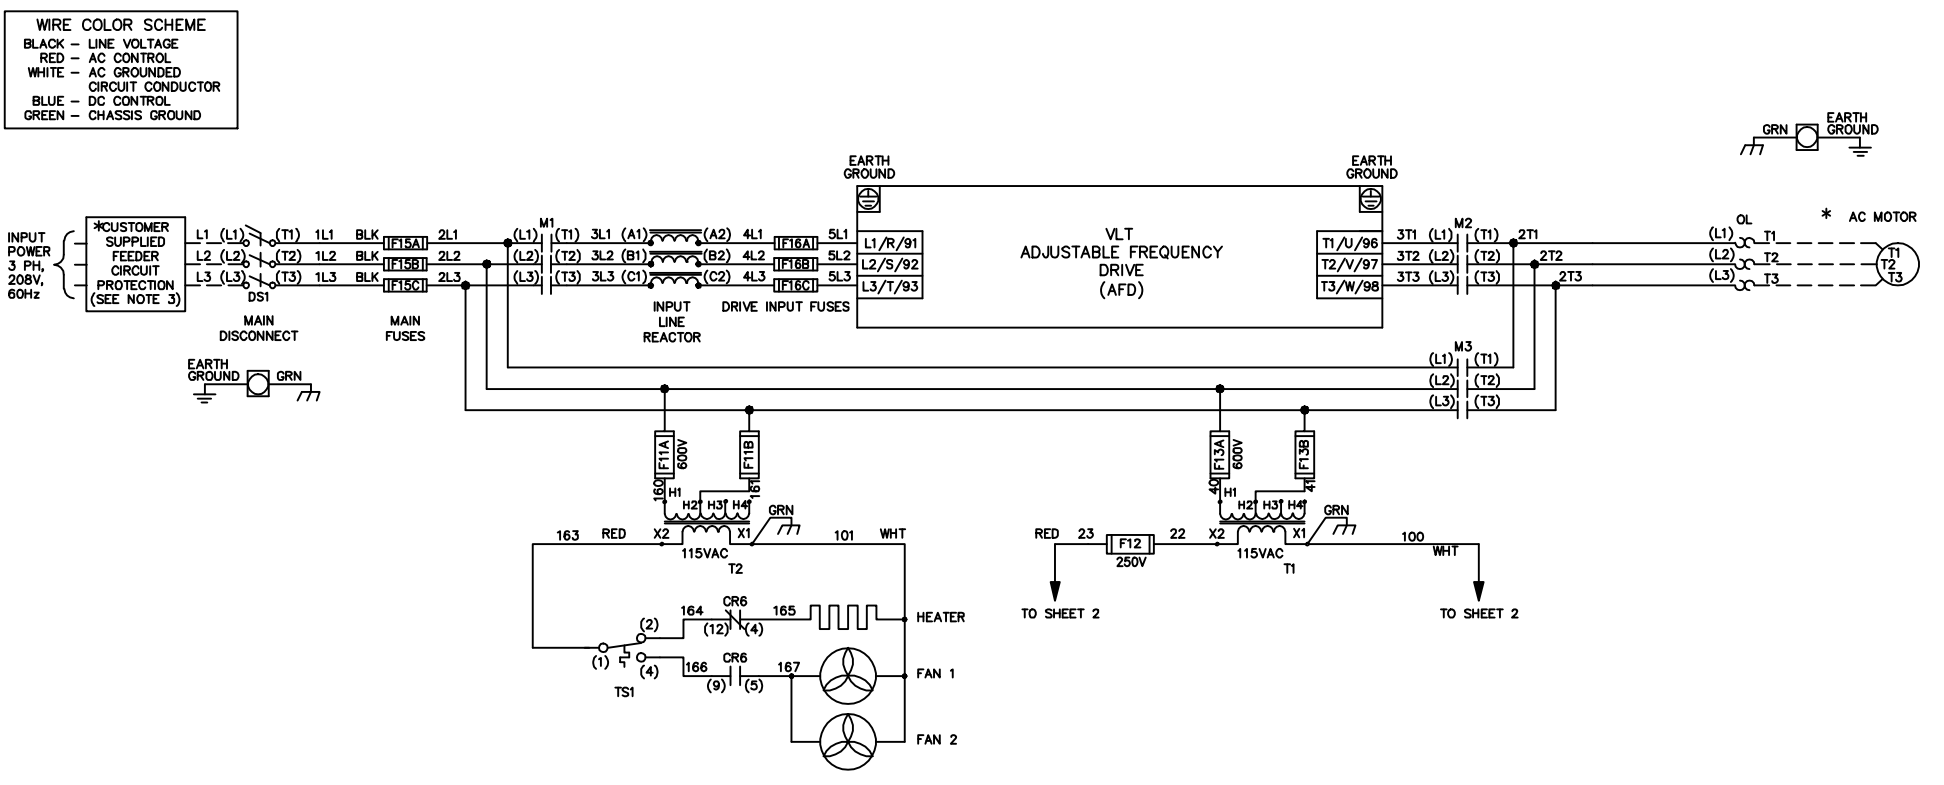 WIRE COLOR SCHEME
BLACK – LINE VOLTAGE
RED – AC CONTROL
WHITE – AC GROUNDED
CIRCUIT CONDUCTOR
BLUE – DC CONTROL
GREEN – CHASSIS GROUND
GRN
EARTH
GROUND
EARTH
GROUND
EARTH
GROUND
* AC MOTOR
INPUT
POWER
3 PH,
208V,
60Hz
*CUSTOMER
SUPPLIED
FEEDER
CIRCUIT
PROTECTION
(SEE NOTE 3)
L1 (L1) (T1) 1L1 BLK F15A 2L1 (L1) M1 (T1) 3L1 (A1) (A2) 4L1 F16A 5L1 L1/R/91
L2 (L2) (T2) 1L2 BLK F15B 2L2 (L2) (T2) 3L2 (B1) (B2) 4L2 F16B 5L2 L2/S/92
L3 (L3) (T3) 1L3 BLK F15C 2L3 (L3) (T3) 3L3 (C1) (C2) 4L3 F16C 5L3 L3/T/93
DS1
MAIN
DISCONNECT
MAIN
FUSES
INPUT
LINE
REACTOR
DRIVE INPUT FUSES
VLT
ADJUSTABLE FREQUENCY
DRIVE
(AFD)
T1/U/96 3T1 (L1) M2 (T1) 2T1 (L1) OL T1 T1
T2/V/97 3T2 (L2) (T2) 2T2 (L2) T2 T2
T3/W/98 3T3 (L3) (T3) 2T3 (L3) T3 T3
EARTH
GROUND
GRN
M3
(L1) (T1)
(L2) (T2)
(L3) (T3)
F11A
600V
F11B
160
161
H1 H2 H3 H4
GRN
163 RED X2 X1 101 WHT
115VAC
T2
F13A
600V
F13B
40
41
H1 H2 H3 H4
GRN
RED 23 F12 22 X2 X1 100
WHT
250V
115VAC
T1
TO SHEET 2
TO SHEET 2
(2) 164 CR6 165 HEATER
(12) (4)
(1)
(4) 166 CR6 167 FAN 1
(9) (5)
TS1
FAN 2